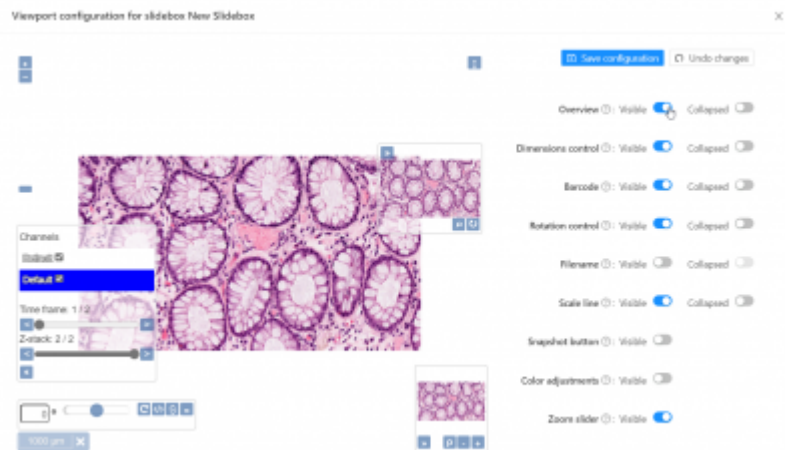 Viewport configuration for slidebox New Slidebox
Save configuration
Undo changes
Overview : Visible Collapsed
Dimensions control : Visible Collapsed
Barcode : Visible Collapsed
Rotation control : Visible Collapsed
Filename : Visible Collapsed
Scale line : Visible Collapsed
Snapshot button : Visible
Color adjustments : Visible
Zoom slider : Visible
Channels
Default
Time frame: 1 / 2
Z-stack: 2 / 2
1000 μm